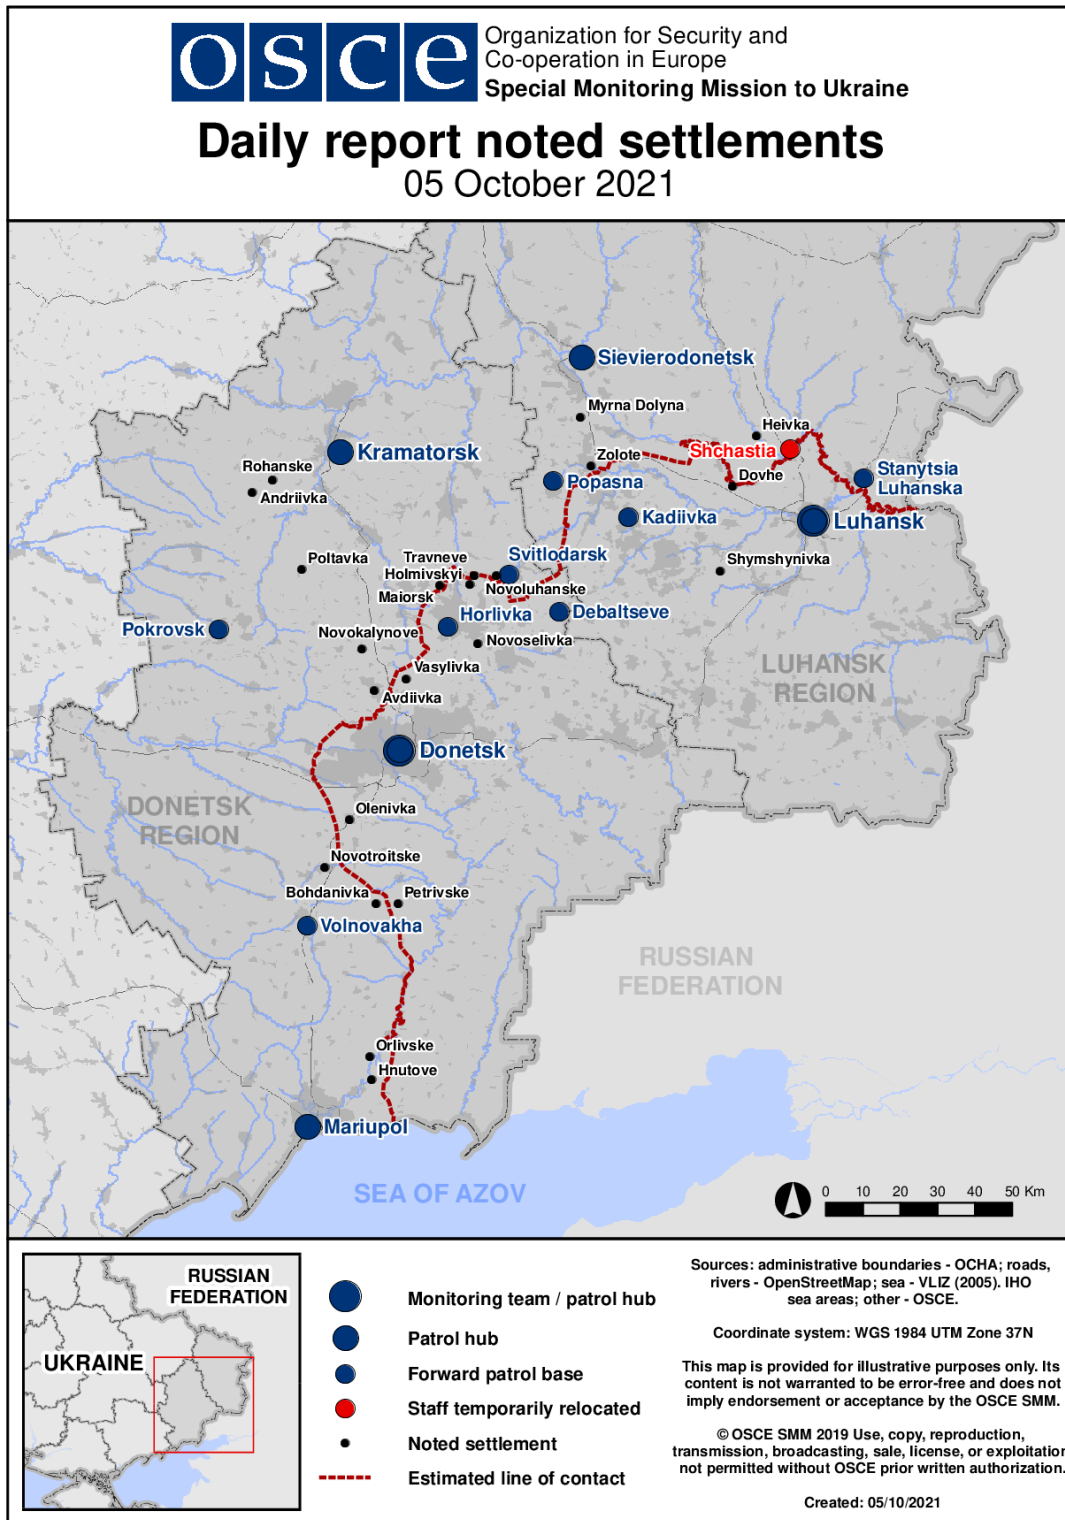 osce
Organization for Security and
Co-operation in Europe
Special Monitoring Mission to Ukraine
Daily report noted settlements
05 October 2021
Sievierodonetsk
Myrna Dolyna
Heivka
Shchastia
Kramatorsk
Zolote
Rohanske
Andriivka
Popasna
Dovhe
Stanytsia
Luhanska
Kadiivka
Luhansk
Svitlodarsk
Travneve
Holmivskyi
Poltavka
Shymshynivka
Maiorsk
Novoluhanske
Horlivka
Debaltseve
Pokrovsk
Novokalynove
Novoselivka
Vasylivka
LUHANSK
REGION
Avdiivka
Donetsk
DONETSK
REGION
Olenivka
Novotroitske
Bohdanivka
Petrivske
Volnovakha
RUSSIAN
FEDERATION
Orlivske
Hnutove
Mariupol
SEA OF AZOV
0 10 20 30 40 50 Km
RUSSIAN
FEDERATION
UKRAINE
Monitoring team / patrol hub
Patrol hub
Forward patrol base
Staff temporarily relocated
Noted settlement
Estimated line of contact
Sources: administrative boundaries - OCHA; roads,
rivers - OpenStreetMap; sea - VLIZ (2005). IHO
sea areas; other - OSCE.
Coordinate system: WGS 1984 UTM Zone 37N
This map is provided for illustrative purposes only. Its
content is not warranted to be error-free and does not
imply endorsement or acceptance by the OSCE SMM.
© OSCE SMM 2019 Use, copy, reproduction,
transmission, broadcasting, sale, license, or exploitation
not permitted without OSCE prior written authorization.
Created: 05/10/2021